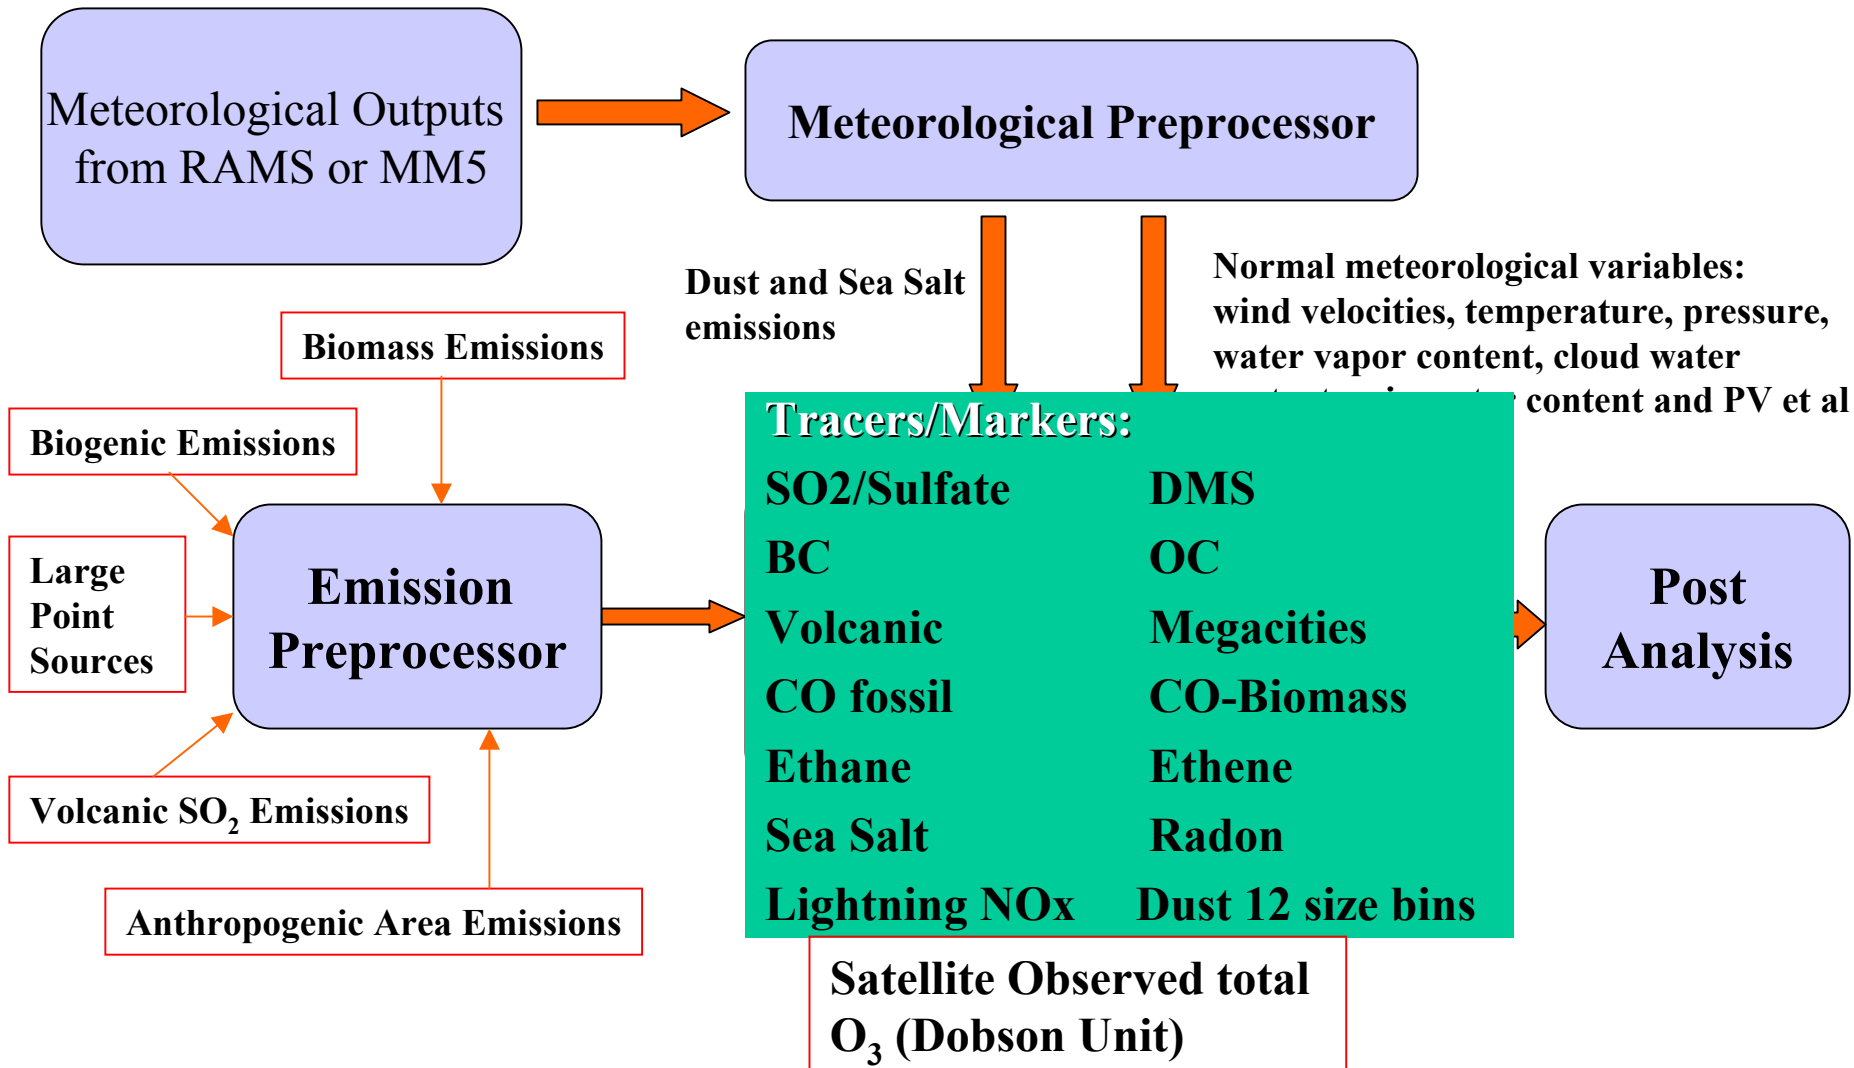 Meteorological Outputs
from RAMS or MM5
Meteorological Preprocessor
Dust and Sea Salt
emissions
Normal meteorological variables:
wind velocities, temperature, pressure,
water vapor content, cloud water
content and PV et al
Biomass Emissions
Biogenic Emissions
Large
Point
Sources
Emission
Preprocessor
Volcanic SO₂ Emissions
Anthropogenic Area Emissions
Tracers/Markers:
SO2/Sulfate DMS
BC OC
Volcanic Megacities
CO fossil CO-Biomass
Ethane Ethene
Sea Salt Radon
Lightning NOx Dust 12 size bins
Post
Analysis
Satellite Observed total
O₃ (Dobson Unit)